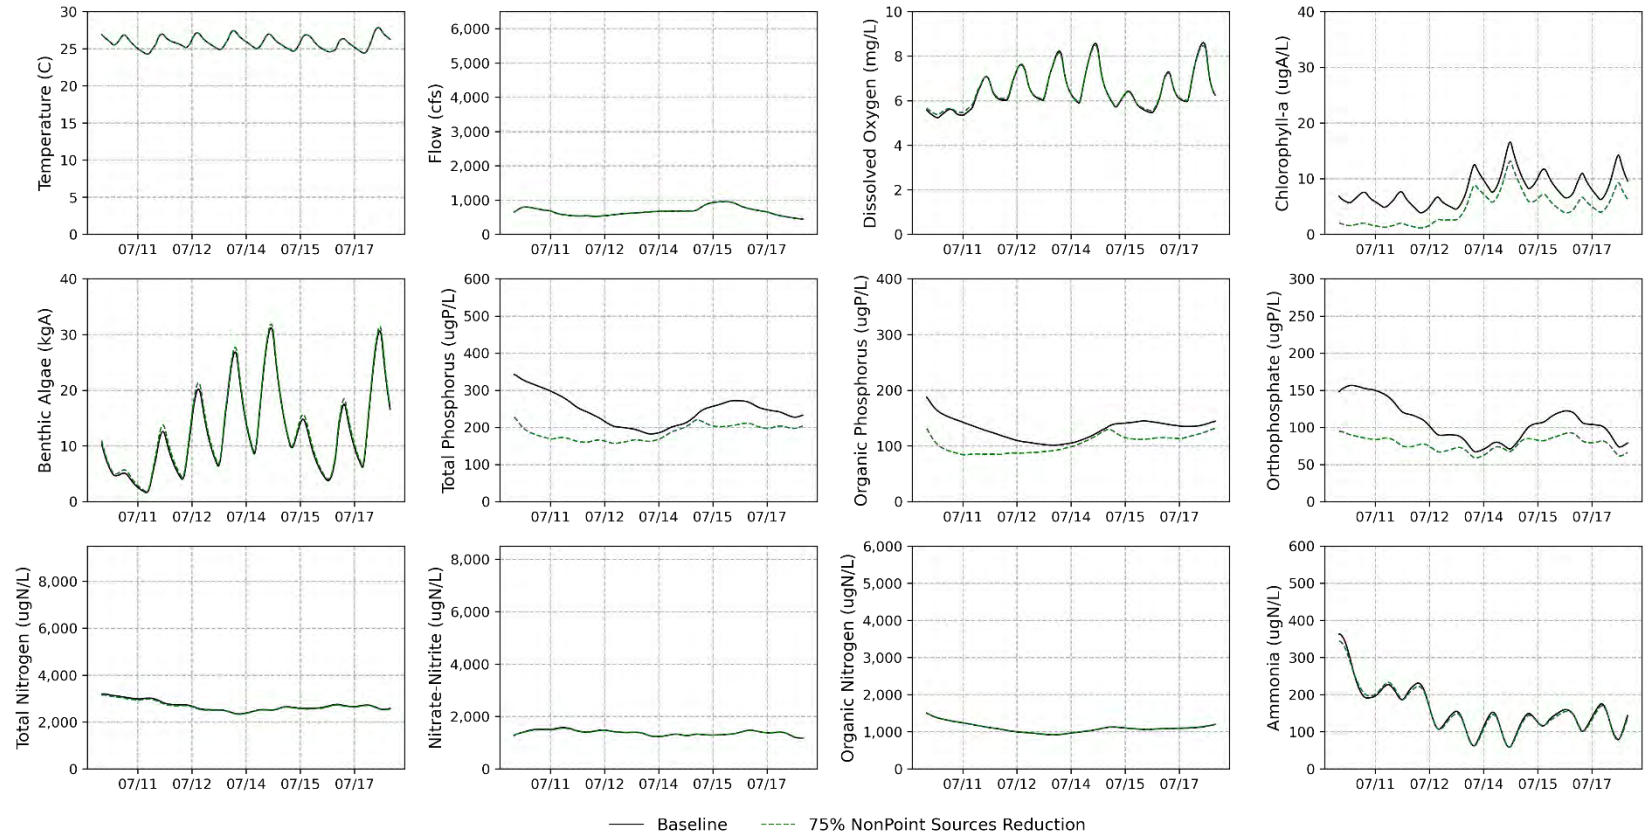 Temperature (C)
30
25
20
15
10
5
0
07/11 07/12 07/14 07/15 07/17
Flow (cfs)
6,000
5,000
4,000
3,000
2,000
1,000
0
07/11 07/12 07/14 07/15 07/17
Dissolved Oxygen (mg/L)
10
8
6
4
2
0
07/11 07/12 07/14 07/15 07/17
Chlorophyll-a (ugA/L)
40
30
20
10
0
07/11 07/12 07/14 07/15 07/17
Benthic Algae (kgA)
40
30
20
10
0
07/11 07/12 07/14 07/15 07/17
Total Phosphorus (ugP/L)
600
500
400
300
200
100
0
07/11 07/12 07/14 07/15 07/17
Organic Phosphorus (ugP/L)
400
300
200
100
0
07/11 07/12 07/14 07/15 07/17
Orthophosphate (ugP/L)
300
250
200
150
100
50
0
07/11 07/12 07/14 07/15 07/17
Total Nitrogen (ugN/L)
8,000
6,000
4,000
2,000
0
07/11 07/12 07/14 07/15 07/17
Nitrate-Nitrite (ugN/L)
8,000
6,000
4,000
2,000
0
07/11 07/12 07/14 07/15 07/17
Organic Nitrogen (ugN/L)
6,000
5,000
4,000
3,000
2,000
1,000
0
07/11 07/12 07/14 07/15 07/17
Ammonia (ugN/L)
600
500
400
300
200
100
0
07/11 07/12 07/14 07/15 07/17
Baseline 75% NonPoint Sources Reduction